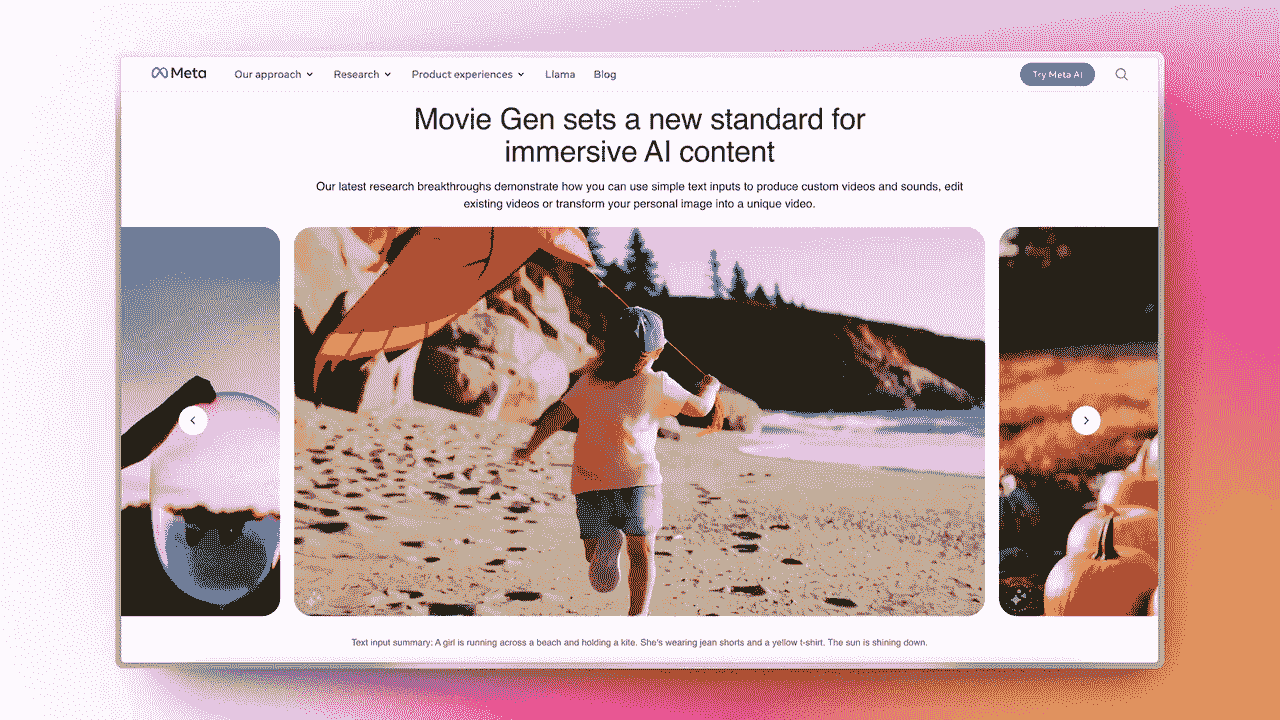 Meta
Our approach
Research
Product experiences
Llama
Blog
Try Meta AI
Movie Gen sets a new standard for
immersive AI content
Our latest research breakthroughs demonstrate how you can use simple text inputs to produce custom videos and sounds, edit
existing videos or transform your personal image into a unique video.
Text input summary: A girl is running across a beach and holding a kite. She's wearing jean shorts and a yellow t-shirt. The sun is shining down.